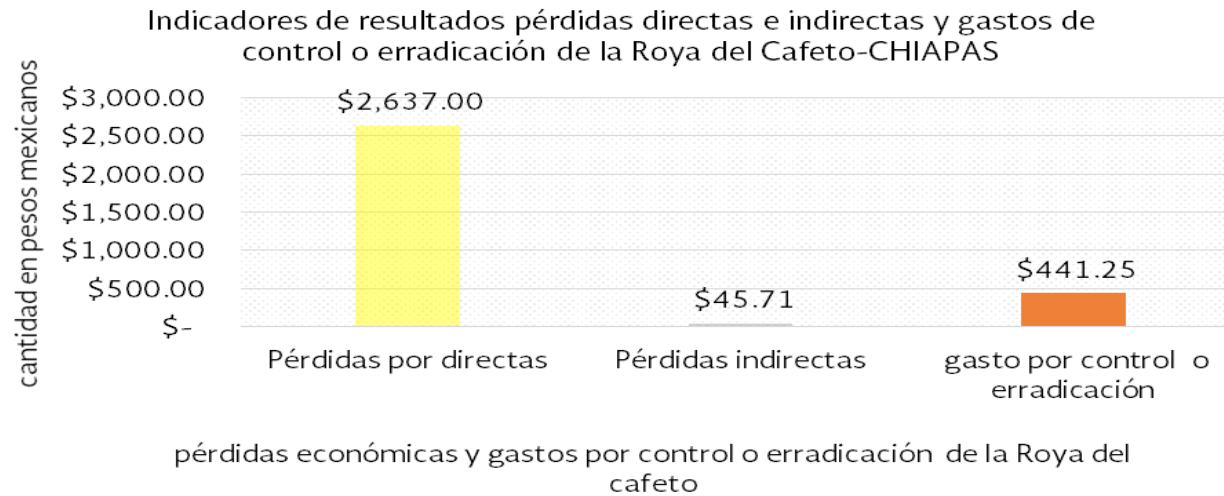 Indicadores de resultados pérdidas directas e indirectas y gastos de
control o erradicación de la Roya del Cafeto-CHIAPAS
cantidad en pesos mexicanos
$3,000.00
$2,500.00
$2,000.00
$1,500.00
$1,000.00
$500.00
$-
$2,637.00
$45.71
$441.25
Pérdidas por directas
Pérdidas indirectas
gasto por control o
erradicación
pérdidas económicas y gastos por control o erradicación de la Roya del
cafeto